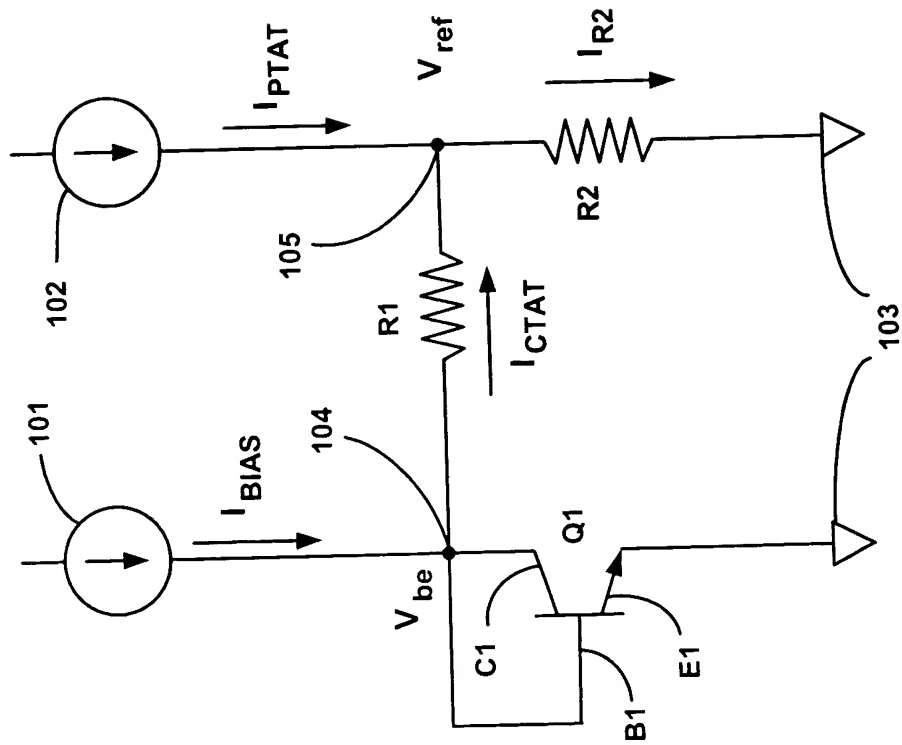 101
102
I_BIAS
I_PTAT
104
105
V_be
V_ref
R1
I_CTAT
C1
Q1
R2
I_R2
B1
E1
103